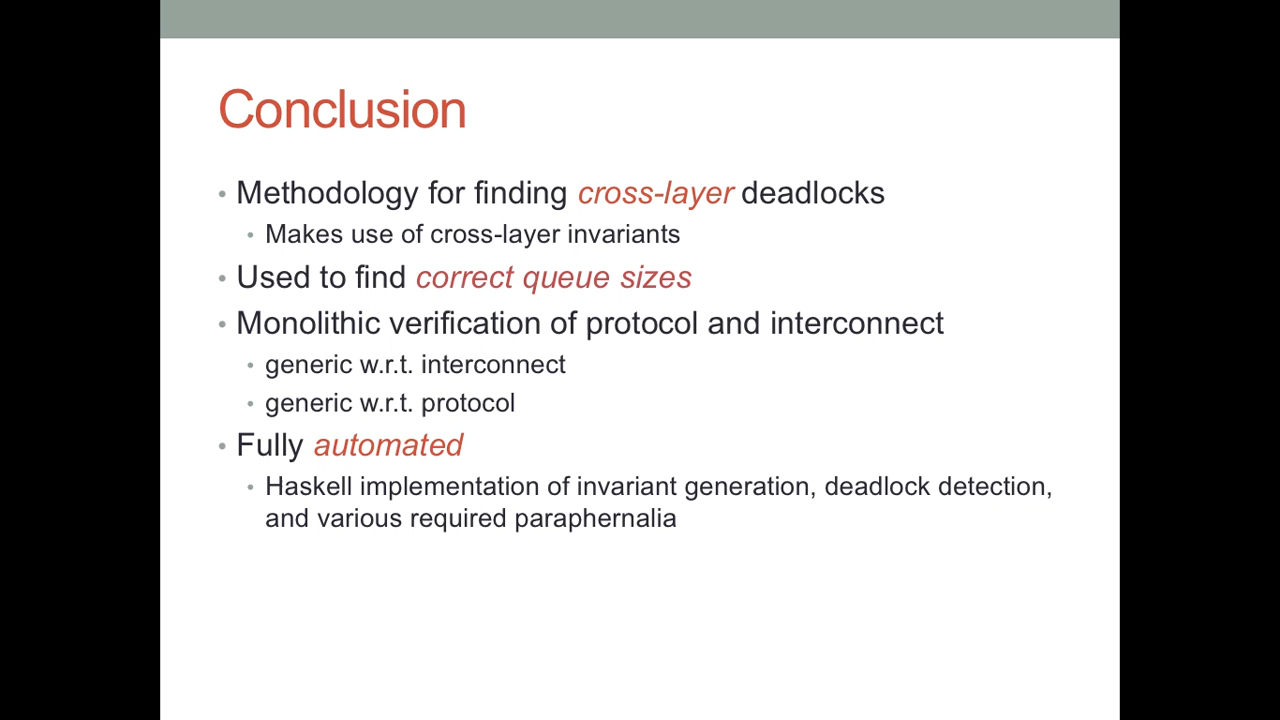 Conclusion
• Methodology for finding cross-layer deadlocks
• Makes use of cross-layer invariants
• Used to find correct queue sizes
• Monolithic verification of protocol and interconnect
• generic w.r.t. interconnect
• generic w.r.t. protocol
• Fully automated
• Haskell implementation of invariant generation, deadlock detection,
and various required paraphernalia